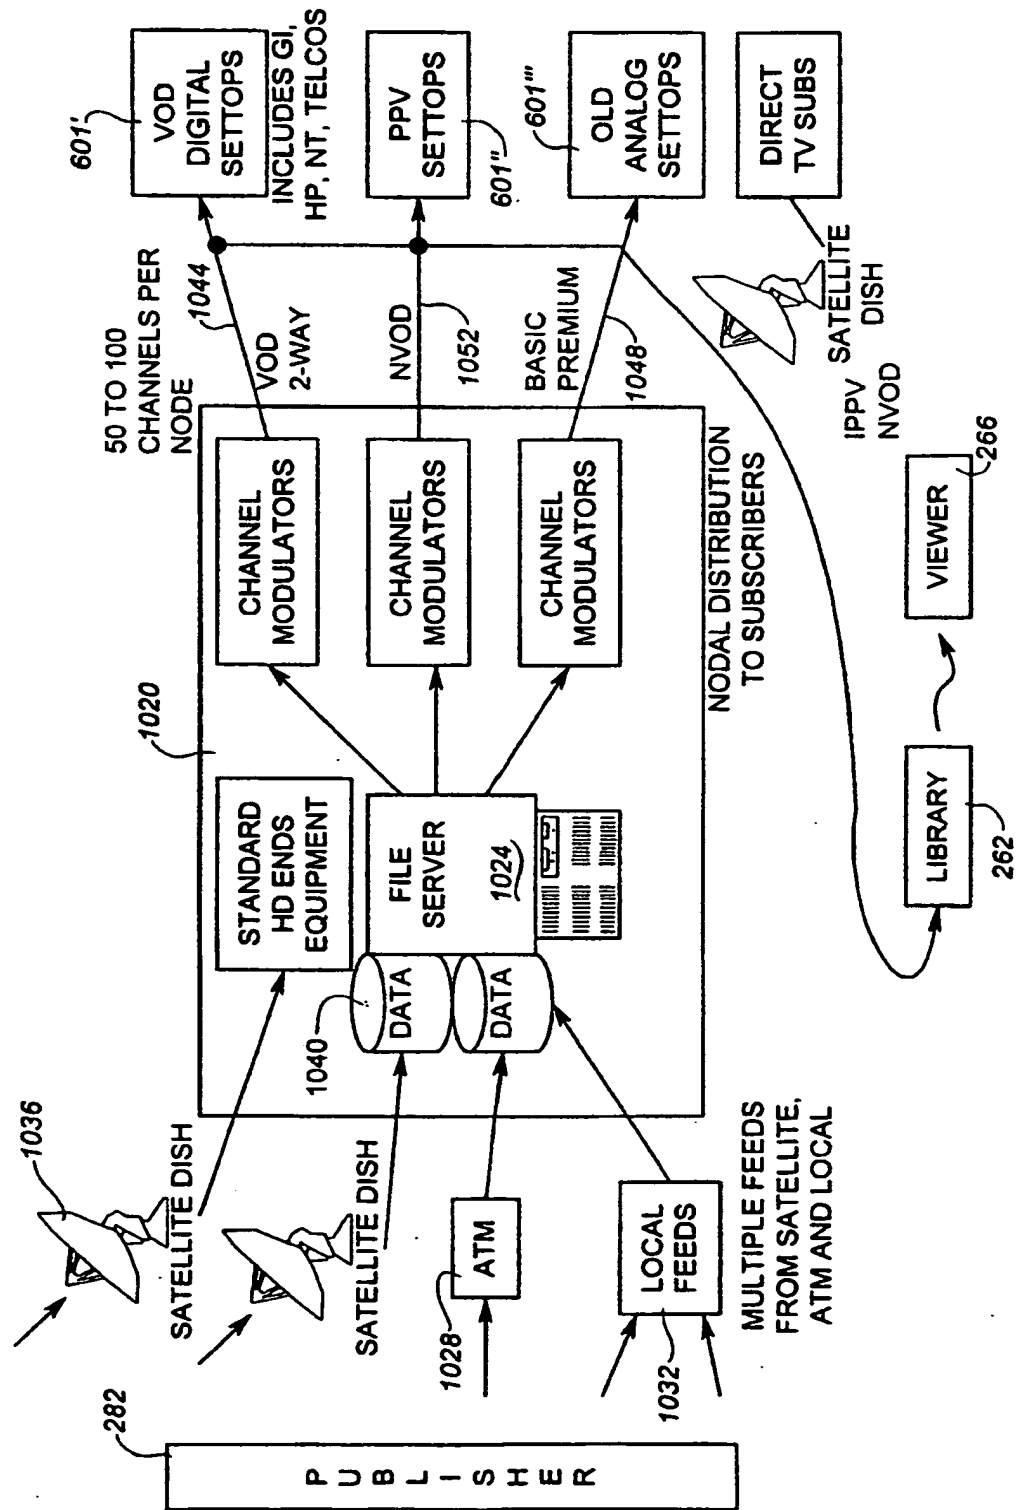 282
PUBLISHER
1036
SATELLITE DISH
SATELLITE DISH
1028
ATM
1032
LOCAL
FEEDS
MULTIPLE FEEDS
FROM SATELLITE,
ATM AND LOCAL
1020
STANDARD
HD ENDS
EQUIPMENT
1040
DATA
DATA
FILE
SERVER
1024
CHANNEL
MODULATORS
CHANNEL
MODULATORS
CHANNEL
MODULATORS
NODAL DISTRIBUTION
TO SUBSCRIBERS
50 TO 100
CHANNELS PER
NODE
1044
VOD
2-WAY
NVOD
1052
BASIC
PREMIUM
1048
601'
VOD
DIGITAL
SETTOPS
INCLUDES GI,
HP, NT, TELCOS
PPV
SETTOPS
601"
601'''
OLD
ANALOG
SETTOPS
DIRECT
TV SUBS
SATELLITE
DISH
IPPV
NVOD
LIBRARY
262
VIEWER
266